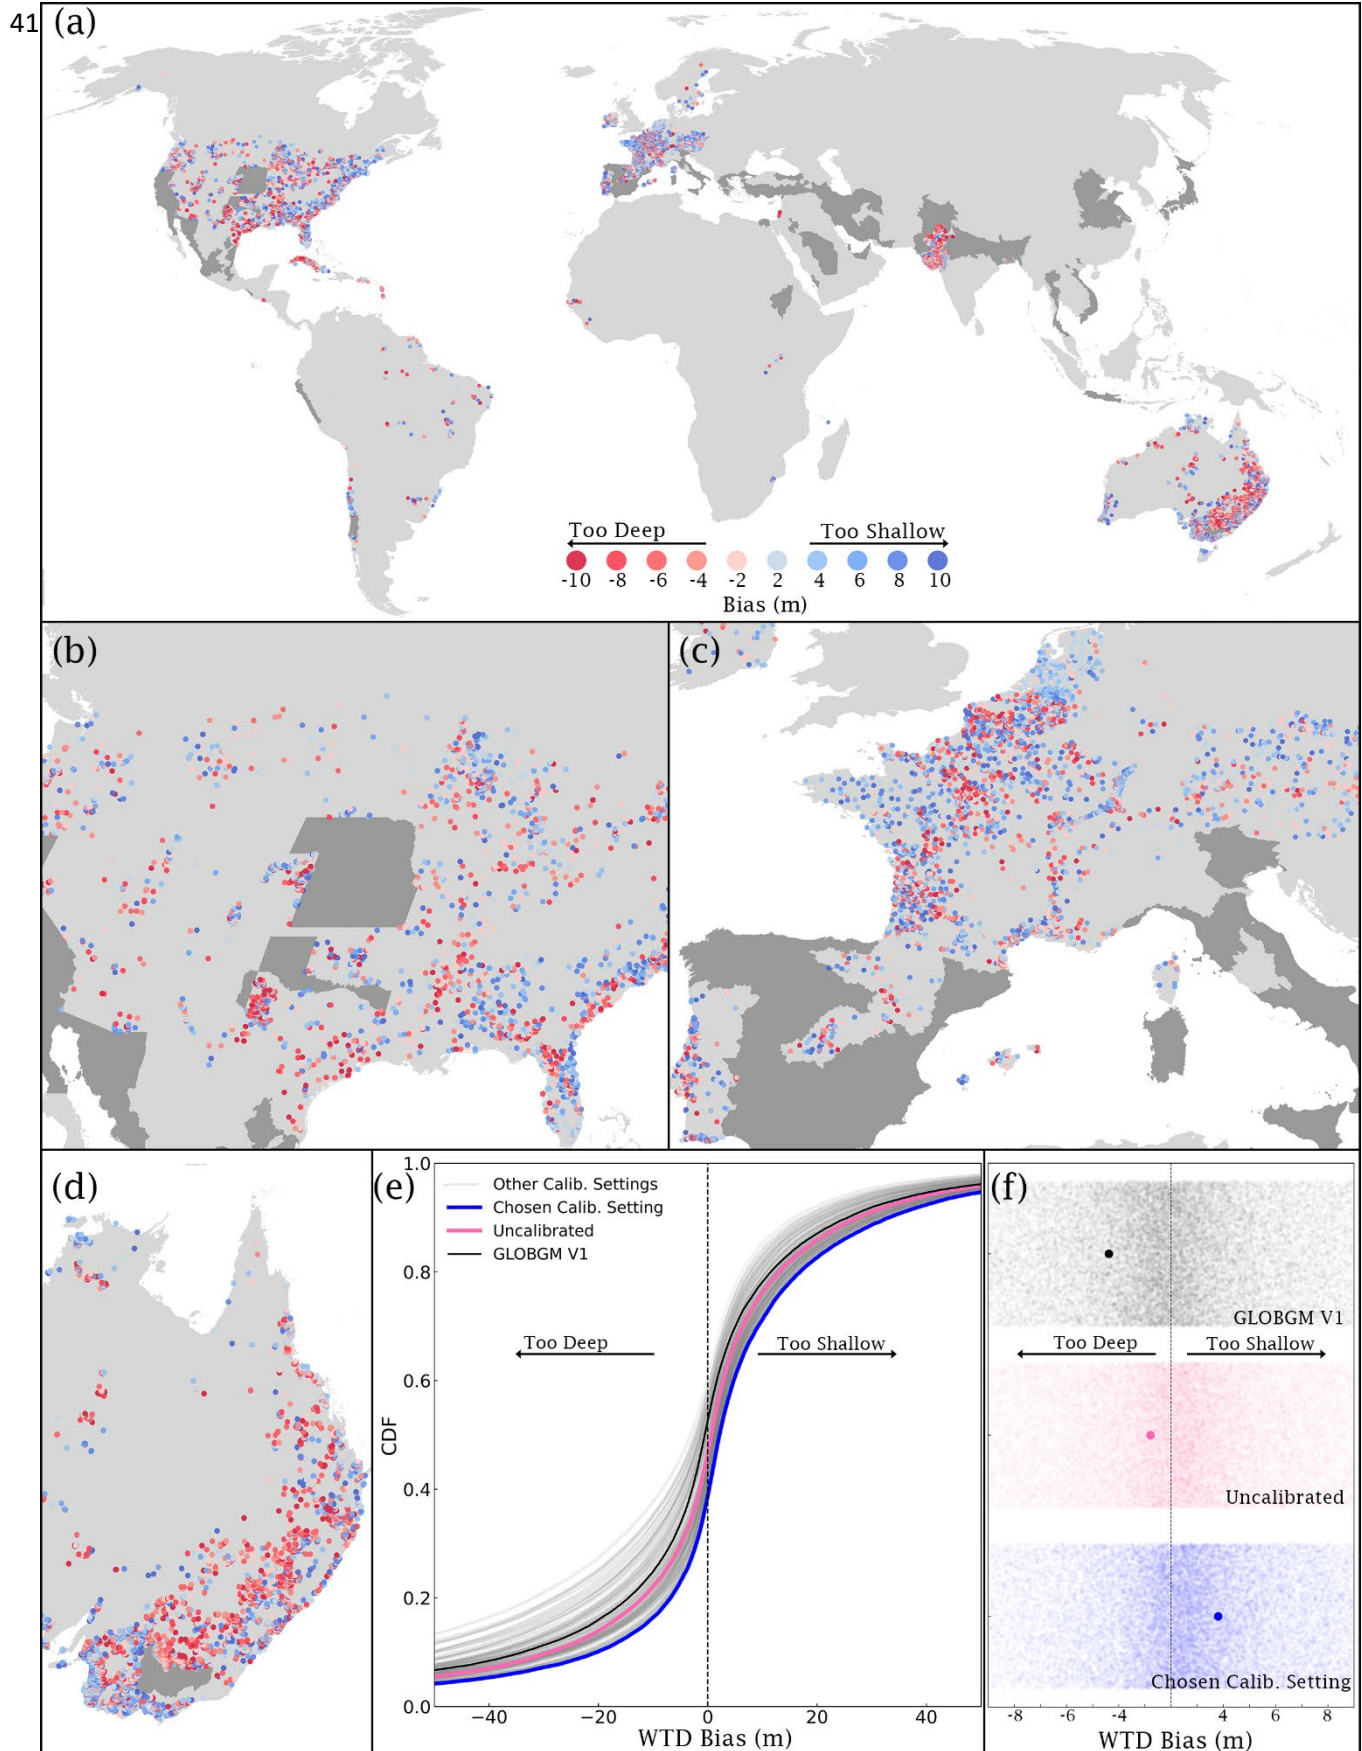 41
(a)
Too Deep Too Shallow
-10 -8 -6 -4 -2 2 4 6 8 10
Bias (m)
(b)
(c)
(d)
(e)
1.0
0.8
0.6
0.4
0.2
0.0
CDF
Other Calib. Settings
Chosen Calib. Setting
Uncalibrated
GLOBGM V1
Too Deep Too Shallow
−40 −20 0 20 40
WTD Bias (m)
(f)
GLOBGM V1
Too Deep Too Shallow
Uncalibrated
Chosen Calib. Setting
-8 -4 0 4 8
WTD Bias (m)